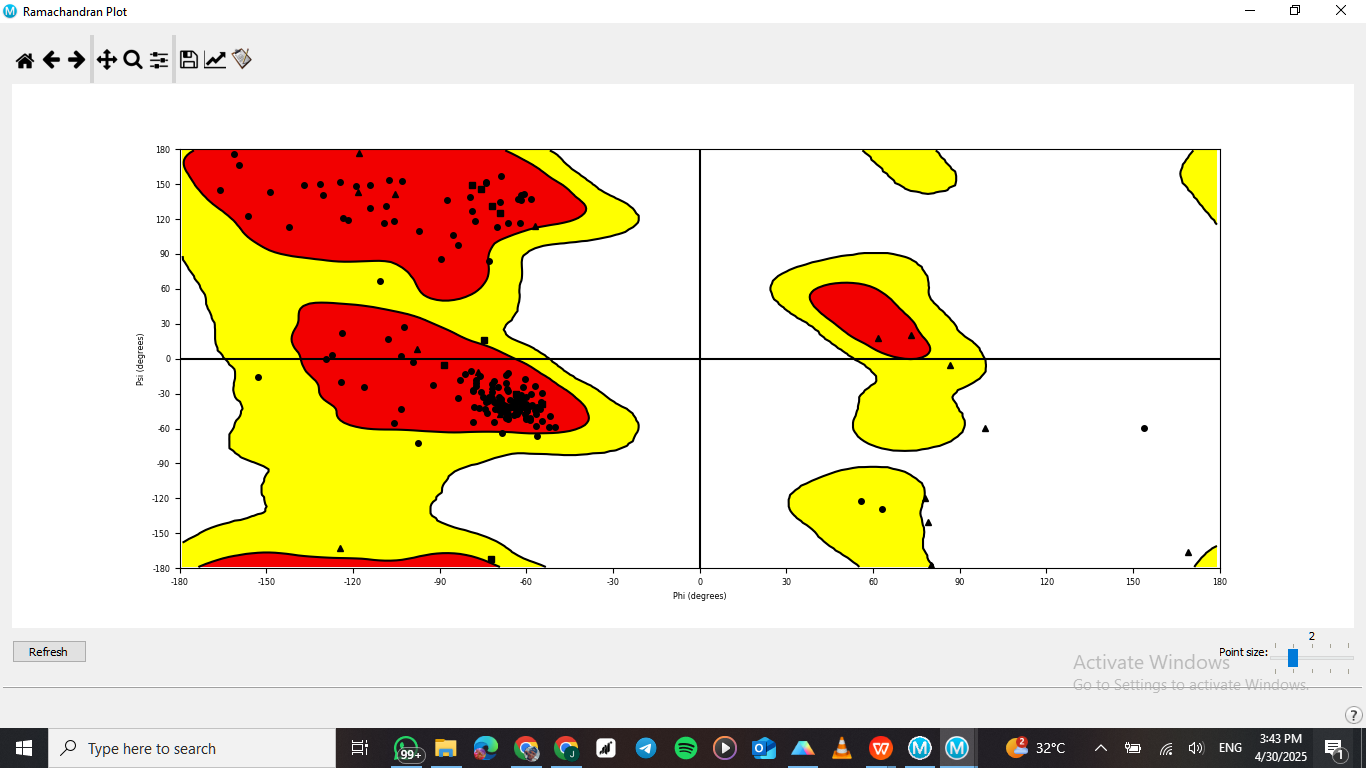 Ramachandran Plot
180
150
120
90
60
30
0
-30
-60
-90
-120
-150
-180
Psi (degrees)
-180 -150 -120 -90 -60 -30 0 30 60 90 120 150 180
Phi (degrees)
Refresh
2
Point size:
Activate Windows
Go to Settings to activate Windows.
?
Type here to search
99+
J
2
32°C
ENG
3:43 PM
4/30/2025
1